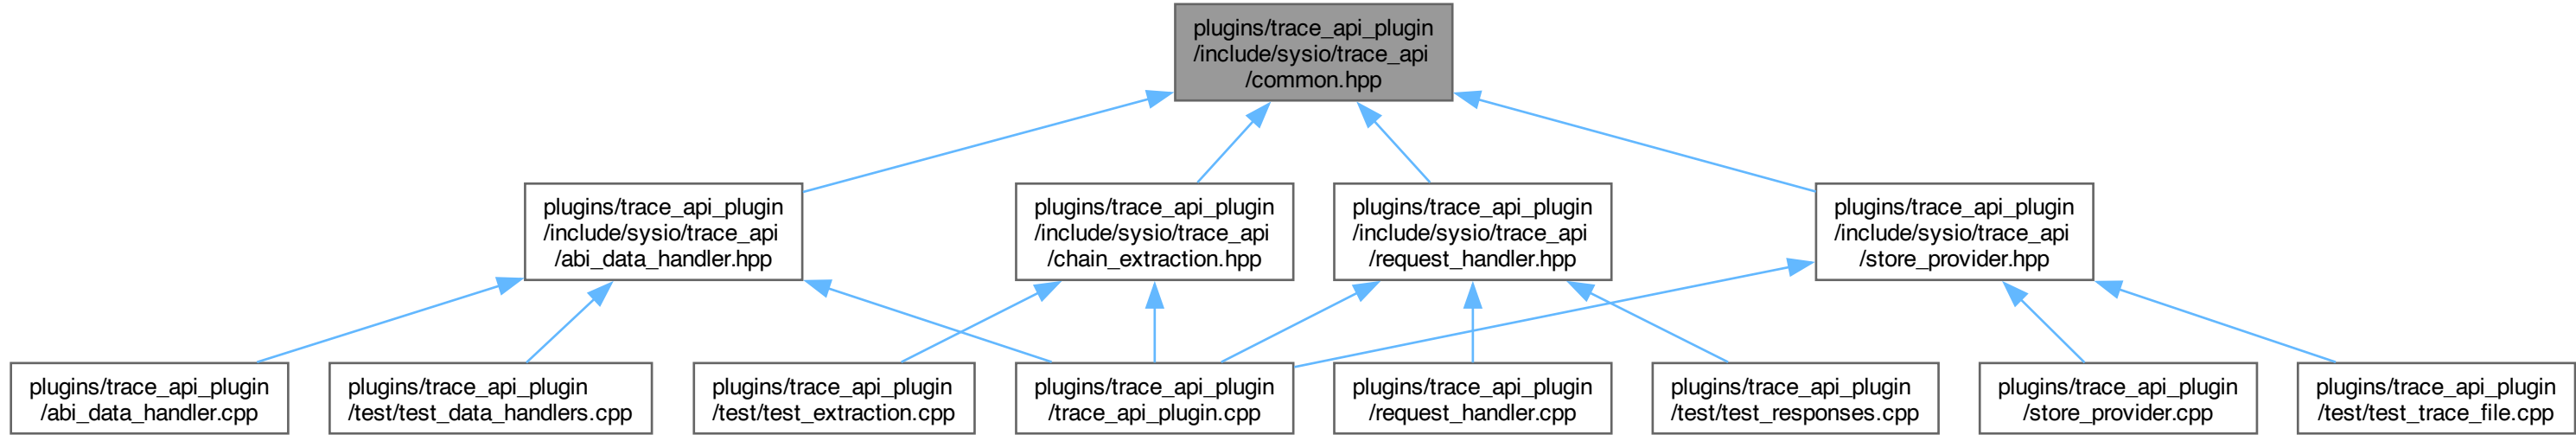 plugins/trace_api_plugin
/include/sysio/trace_api
/common.hpp
plugins/trace_api_plugin
/include/sysio/trace_api
/abi_data_handler.hpp
plugins/trace_api_plugin
/include/sysio/trace_api
/chain_extraction.hpp
plugins/trace_api_plugin
/include/sysio/trace_api
/request_handler.hpp
plugins/trace_api_plugin
/include/sysio/trace_api
/store_provider.hpp
plugins/trace_api_plugin
/abi_data_handler.cpp
plugins/trace_api_plugin
/test/test_data_handlers.cpp
plugins/trace_api_plugin
/test/test_extraction.cpp
plugins/trace_api_plugin
/trace_api_plugin.cpp
plugins/trace_api_plugin
/request_handler.cpp
plugins/trace_api_plugin
/test/test_responses.cpp
plugins/trace_api_plugin
/store_provider.cpp
plugins/trace_api_plugin
/test/test_trace_file.cpp